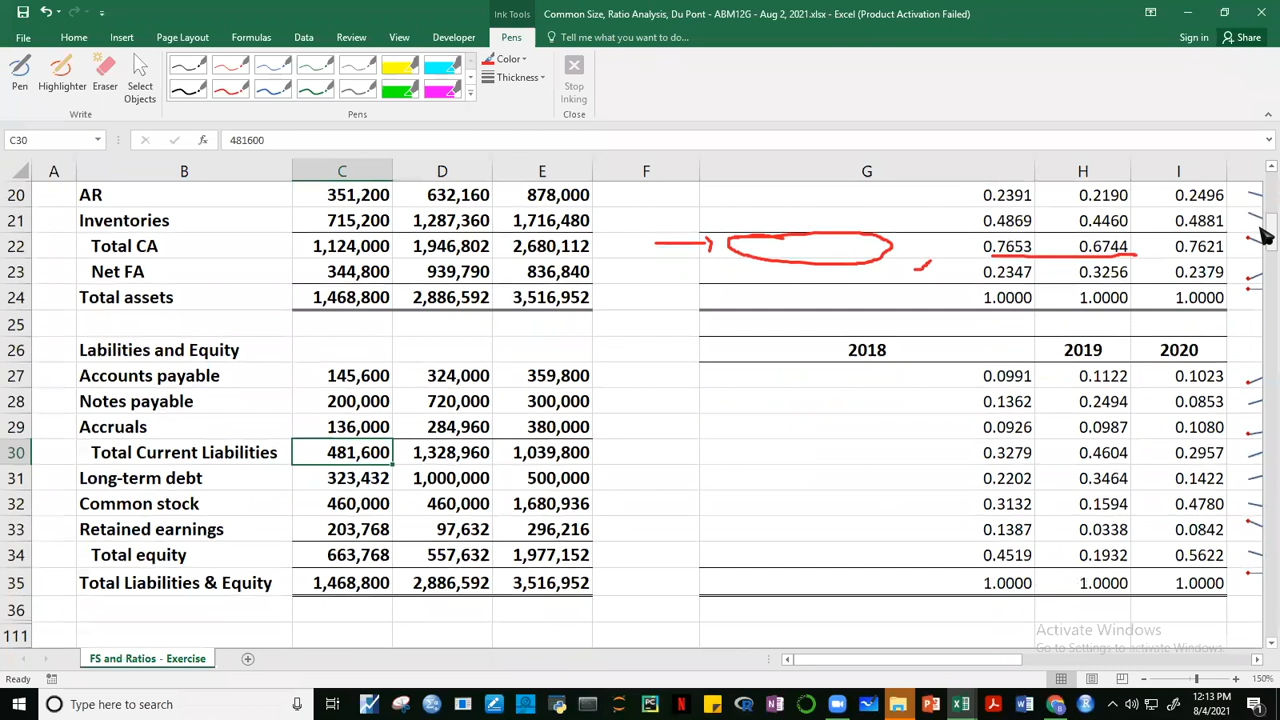 Ink Tools
Common Size, Ratio Analysis, Du Pont - ABM12G - Aug 2, 2021.xlsx - Excel (Product Activation Failed)
File Home Insert Page Layout Formulas Data Review View Developer Pens Tell me what you want to do... Sign in Share
Pen Highlighter Eraser Select Objects Color Thickness Stop Inking
Write Pens Close
C30 fx 481600
A B C D E F G H I
20 AR 351,200 632,160 878,000 0.2391 0.2190 0.2496
21 Inventories 715,200 1,287,360 1,716,480 0.4869 0.4460 0.4881
22 Total CA 1,124,000 1,946,802 2,680,112 0.7653 0.6744 0.7621
23 Net FA 344,800 939,790 836,840 0.2347 0.3256 0.2379
24 Total assets 1,468,800 2,886,592 3,516,952 1.0000 1.0000 1.0000
25
26 Labilities and Equity 2018 2019 2020
27 Accounts payable 145,600 324,000 359,800 0.0991 0.1122 0.1023
28 Notes payable 200,000 720,000 300,000 0.1362 0.2494 0.0853
29 Accruals 136,000 284,960 380,000 0.0926 0.0987 0.1080
30 Total Current Liabilities 481,600 1,328,960 1,039,800 0.3279 0.4604 0.2957
31 Long-term debt 323,432 1,000,000 500,000 0.2202 0.3464 0.1422
32 Common stock 460,000 460,000 1,680,936 0.3132 0.1594 0.4780
33 Retained earnings 203,768 97,632 296,216 0.1387 0.0338 0.0842
34 Total equity 663,768 557,632 1,977,152 0.4519 0.1932 0.5622
35 Total Liabilities & Equity 1,468,800 2,886,592 3,516,952 1.0000 1.0000 1.0000
36
111
Activate Windows
Go to Settings to activate Windows.
FS and Ratios - Exercise
Ready 150%
Type here to search
12:13 PM
8/4/2021